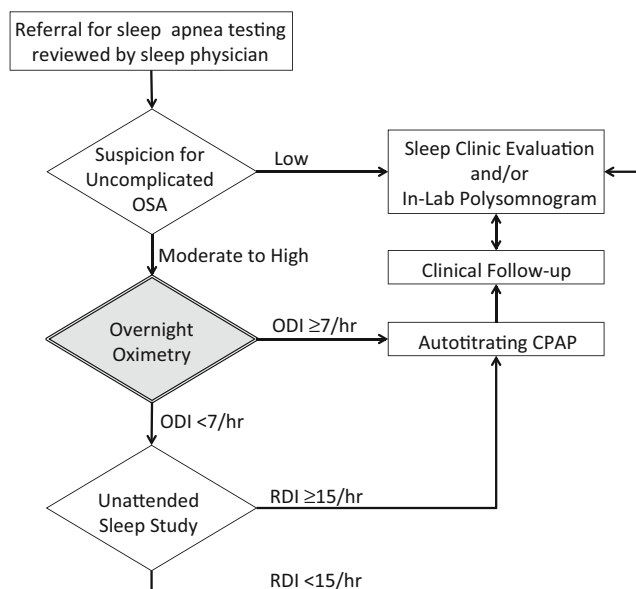 Referral for sleep apnea testing
reviewed by sleep physician
Suspicion for
Uncomplicated
OSA
Low
Sleep Clinic Evaluation
and/or
In-Lab Polysomnogram
Moderate to High
Clinical Follow-up
Overnight
Oximetry
ODI ≥7/hr
Autotitrating CPAP
ODI <7/hr
Unattended
Sleep Study
RDI ≥15/hr
RDI <15/hr